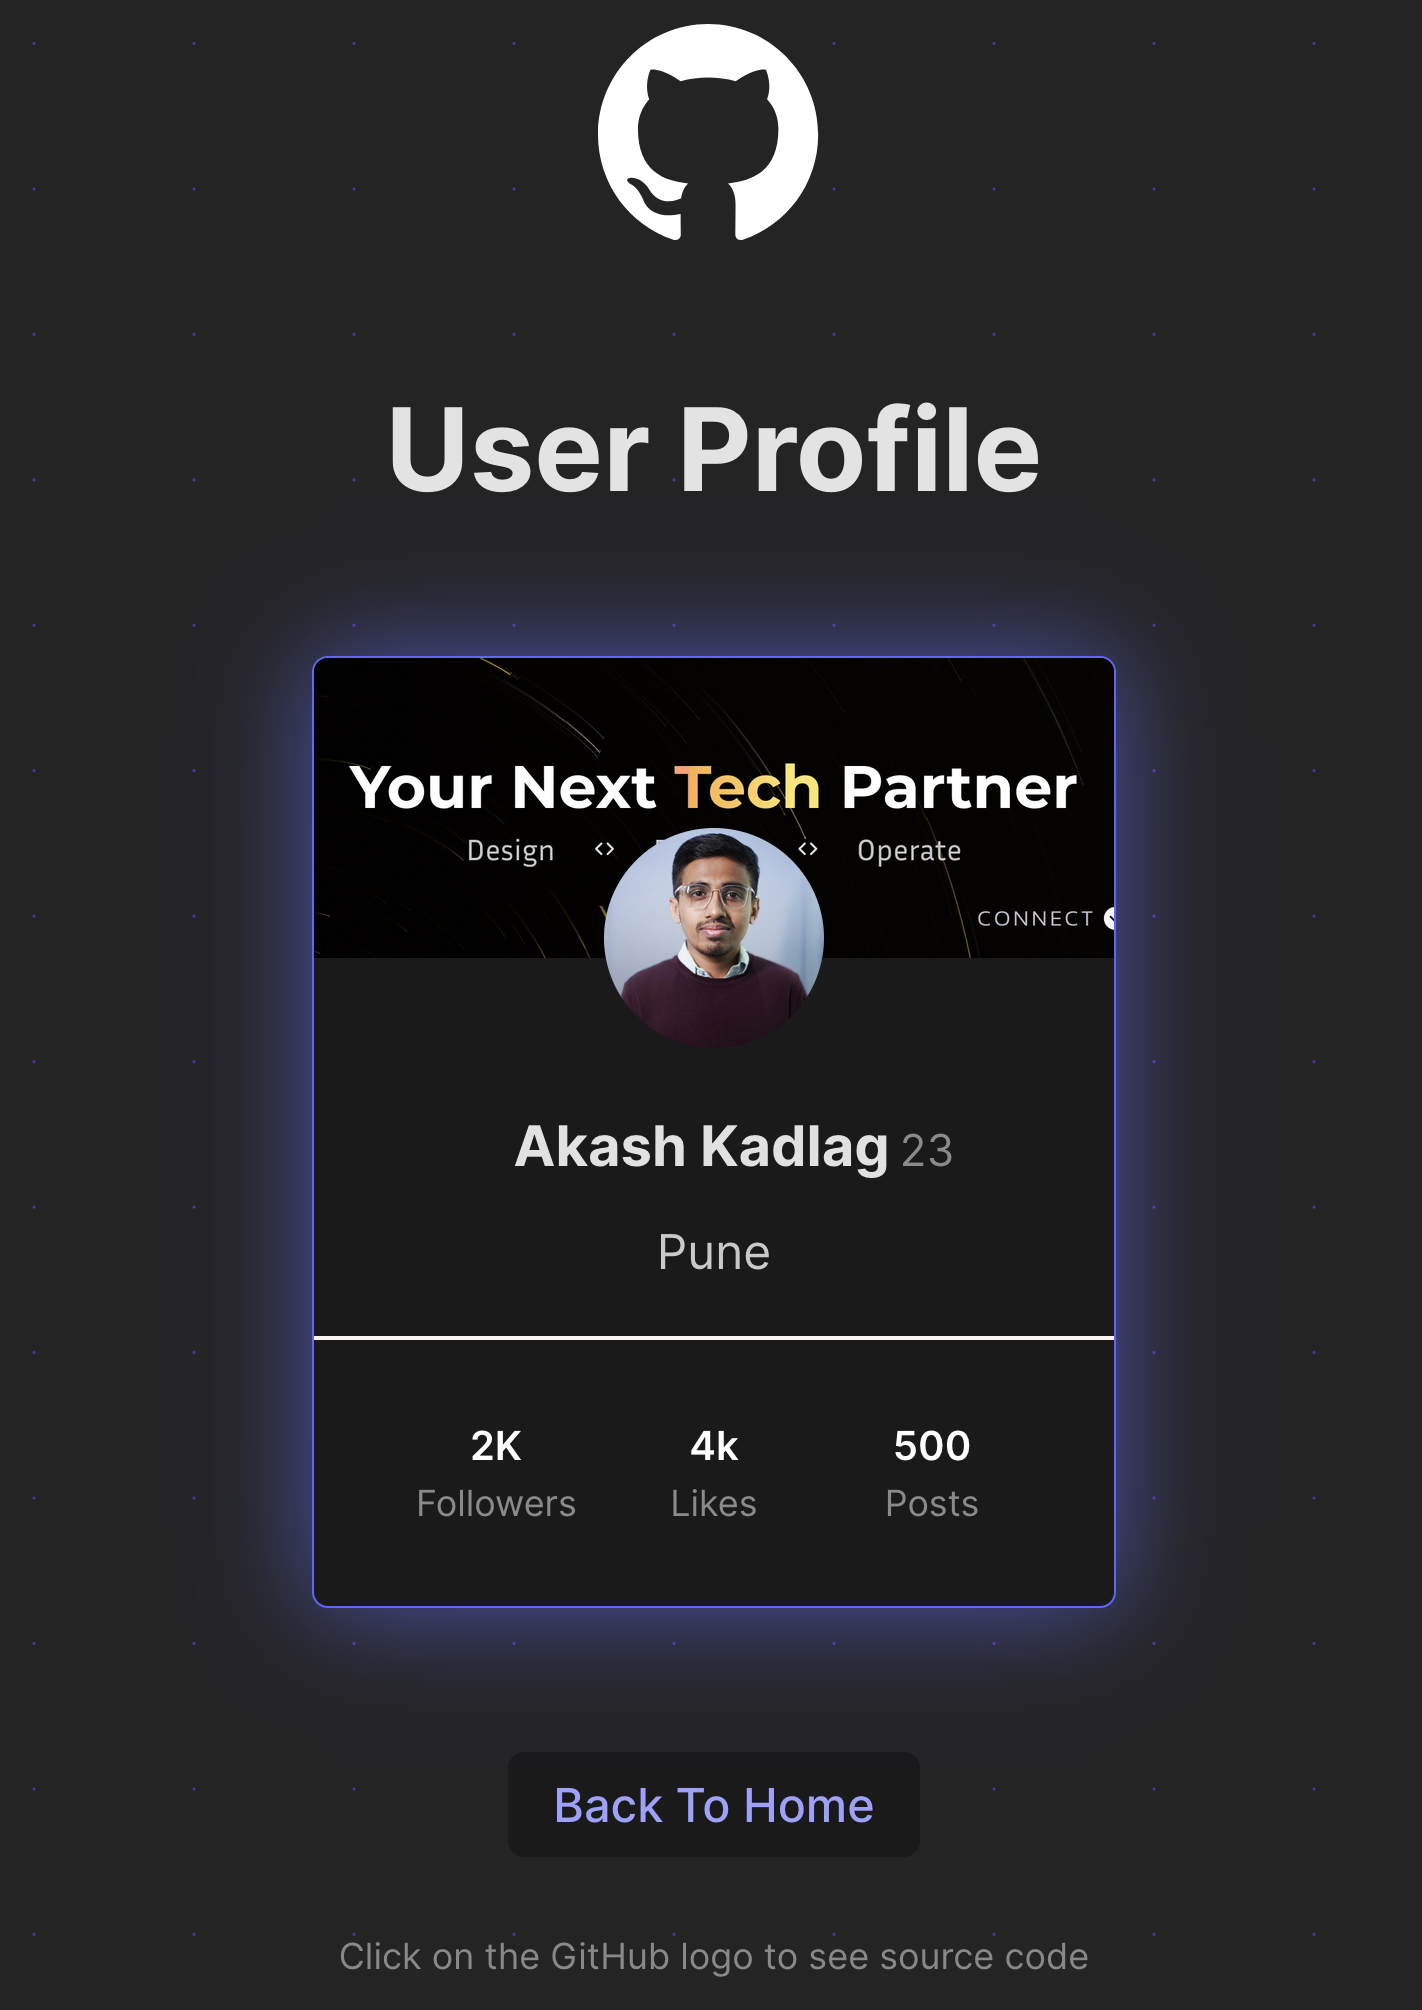 User Profile
Your Next Tech Partner
Design <> <> Operate
CONNECT
Akash Kadlag 23
Pune
2K 4k 500
Followers Likes Posts
Back To Home
Click on the GitHub logo to see source code